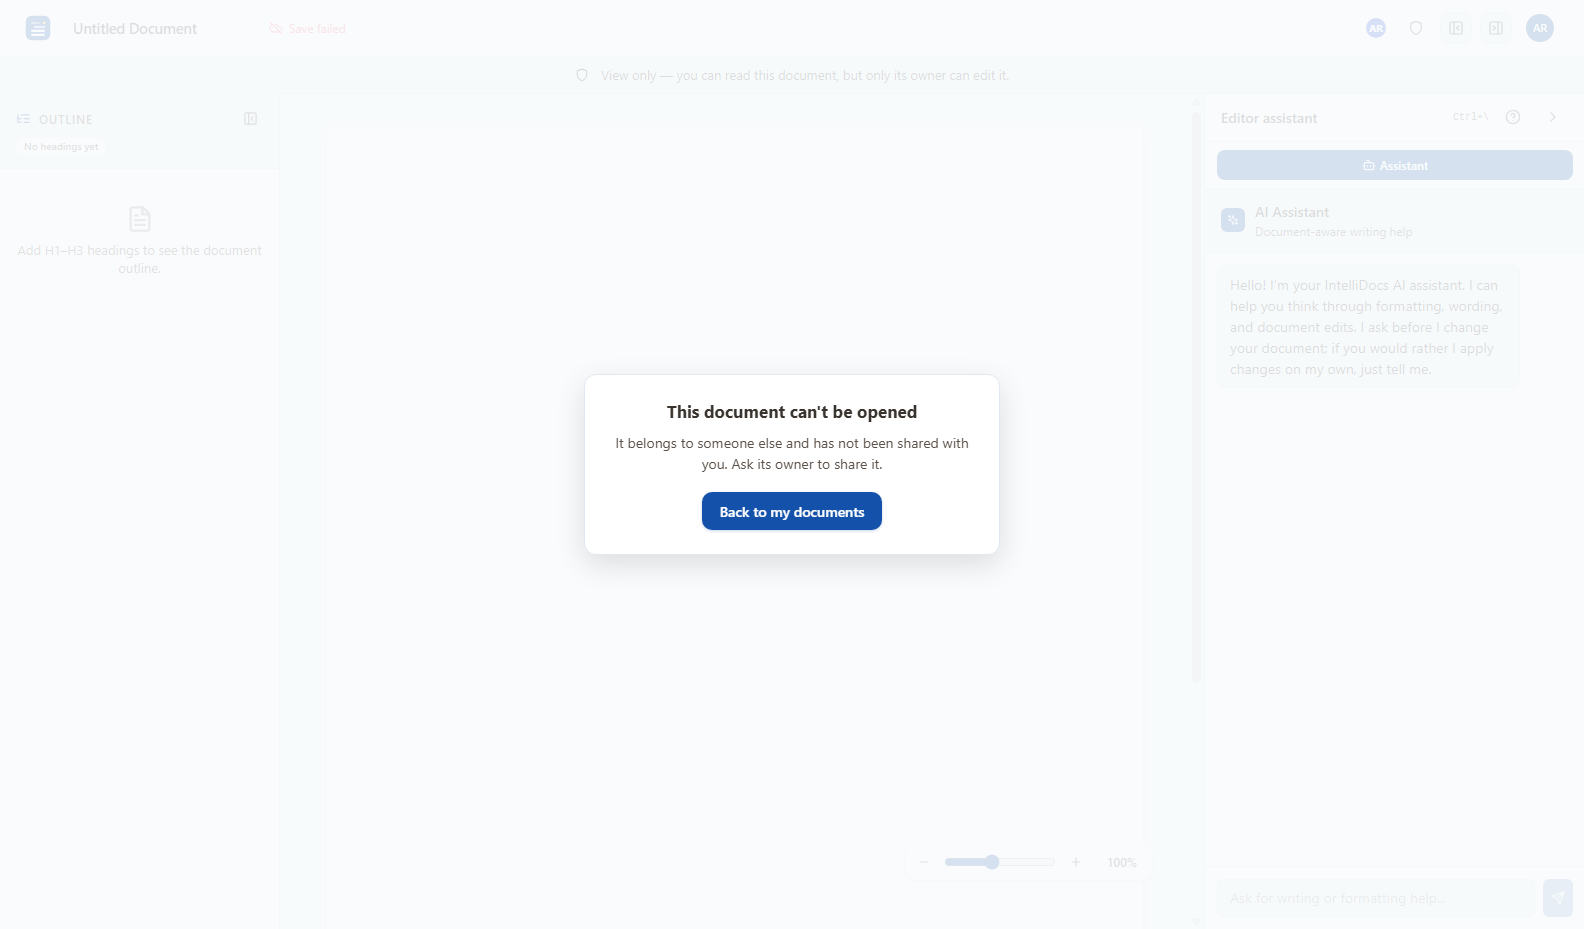 Untitled Document
Save failed
AR
AR
View only — you can read this document, but only its owner can edit it.
OUTLINE
No headings yet
Add H1–H3 headings to see the document
outline.
Editor assistant
Ctrl+\
Assistant
AI Assistant
Document-aware writing help
Hello! I'm your IntelliDocs AI assistant. I can
help you think through formatting, wording,
and document edits. I ask before I change
your document; if you would rather I apply
changes on my own, just tell me.
This document can't be opened
It belongs to someone else and has not been shared with
you. Ask its owner to share it.
Back to my documents
100%
Ask for writing or formatting help...